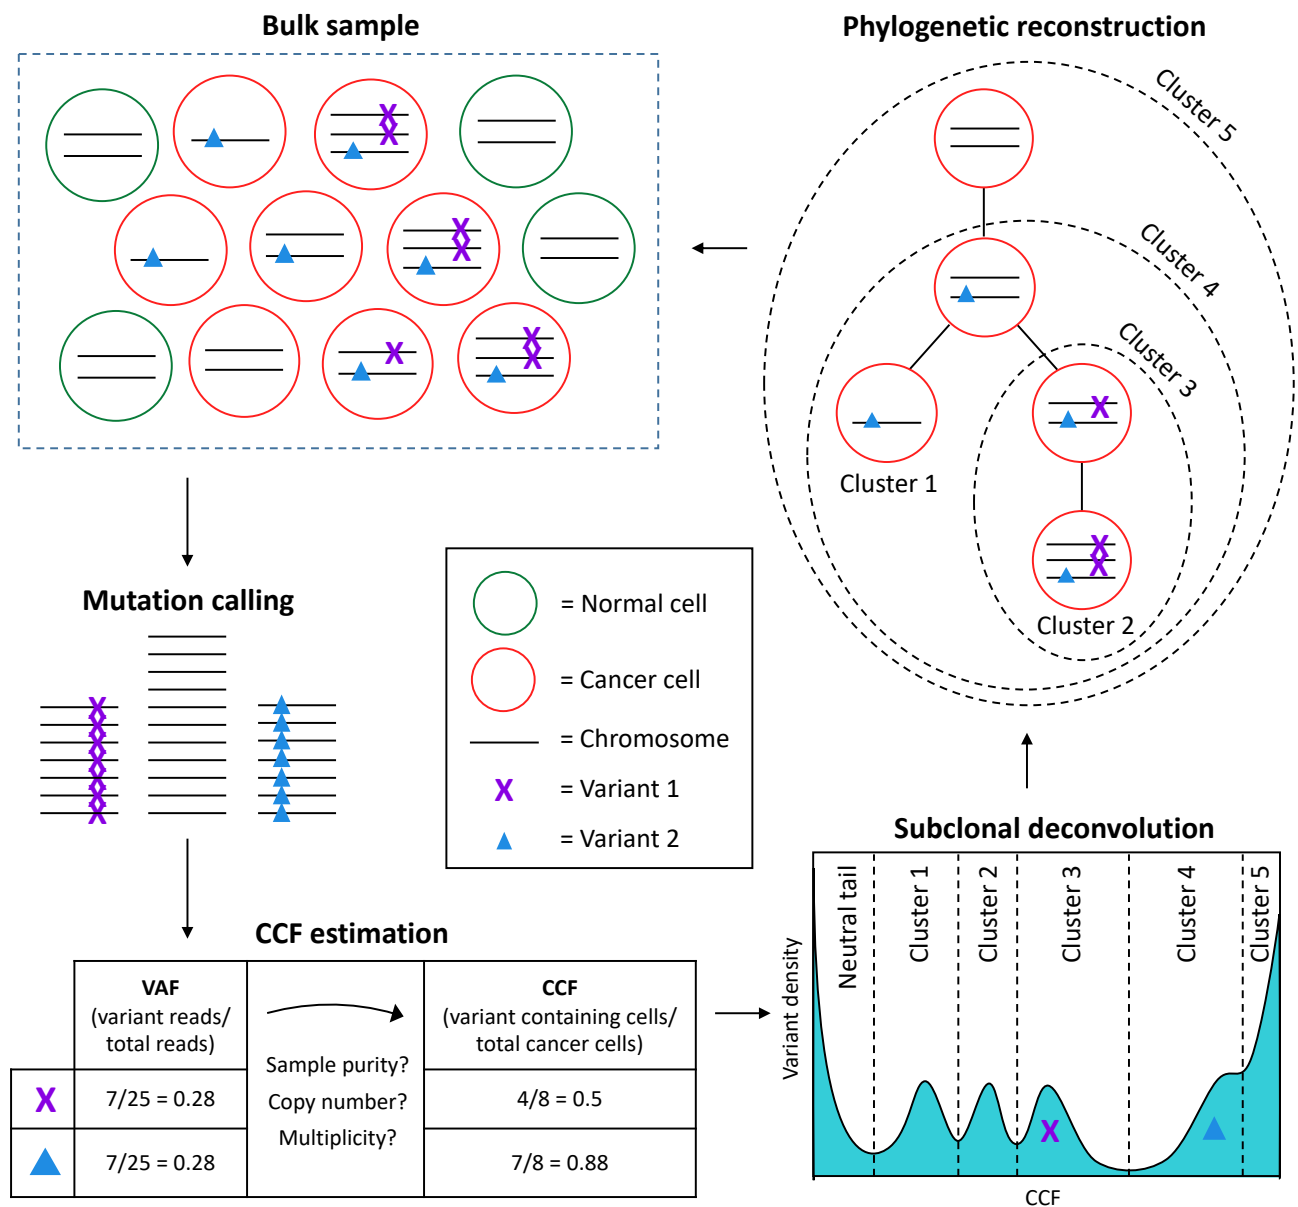 Bulk sample
Phylogenetic reconstruction
Cluster 5
Cluster 4
Cluster 3
Cluster 1
Cluster 2
Mutation calling
= Normal cell
= Cancer cell
= Chromosome
X = Variant 1
= Variant 2
CCF estimation
VAF
(variant reads/
total reads)
Sample purity?
Copy number?
Multiplicity?
CCF
(variant containing cells/
total cancer cells)
X 7/25 = 0.28 4/8 = 0.5
7/25 = 0.28 7/8 = 0.88
Subclonal deconvolution
Variant density
Neutral tail
Cluster 1
Cluster 2
Cluster 3
Cluster 4
Cluster 5
X
CCF